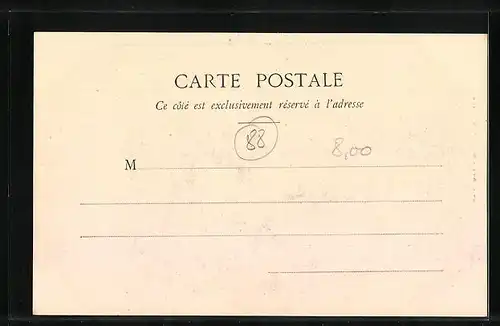 CARTE POSTALE
Ce côté est exclusivement réservé à l'adresse
88
8,00
M